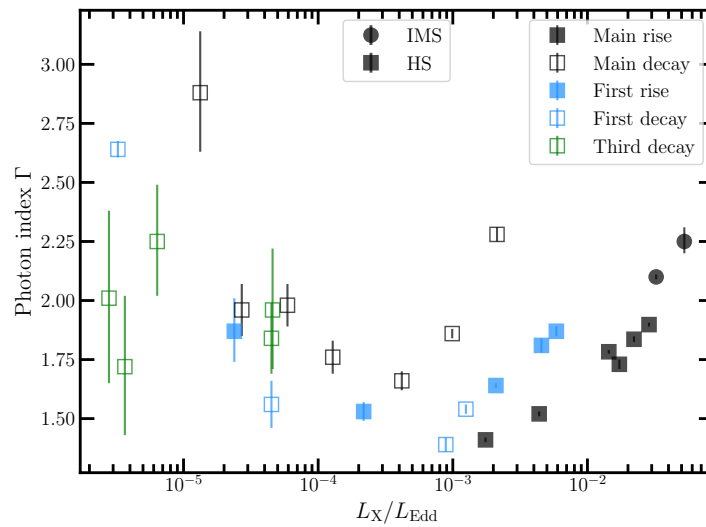 IMS
HS
Main rise
Main decay
First rise
First decay
Third decay
Photon index Γ
3.00
2.75
2.50
2.25
2.00
1.75
1.50
10⁻⁵
10⁻⁴
10⁻³
10⁻²
L_X/L_Edd